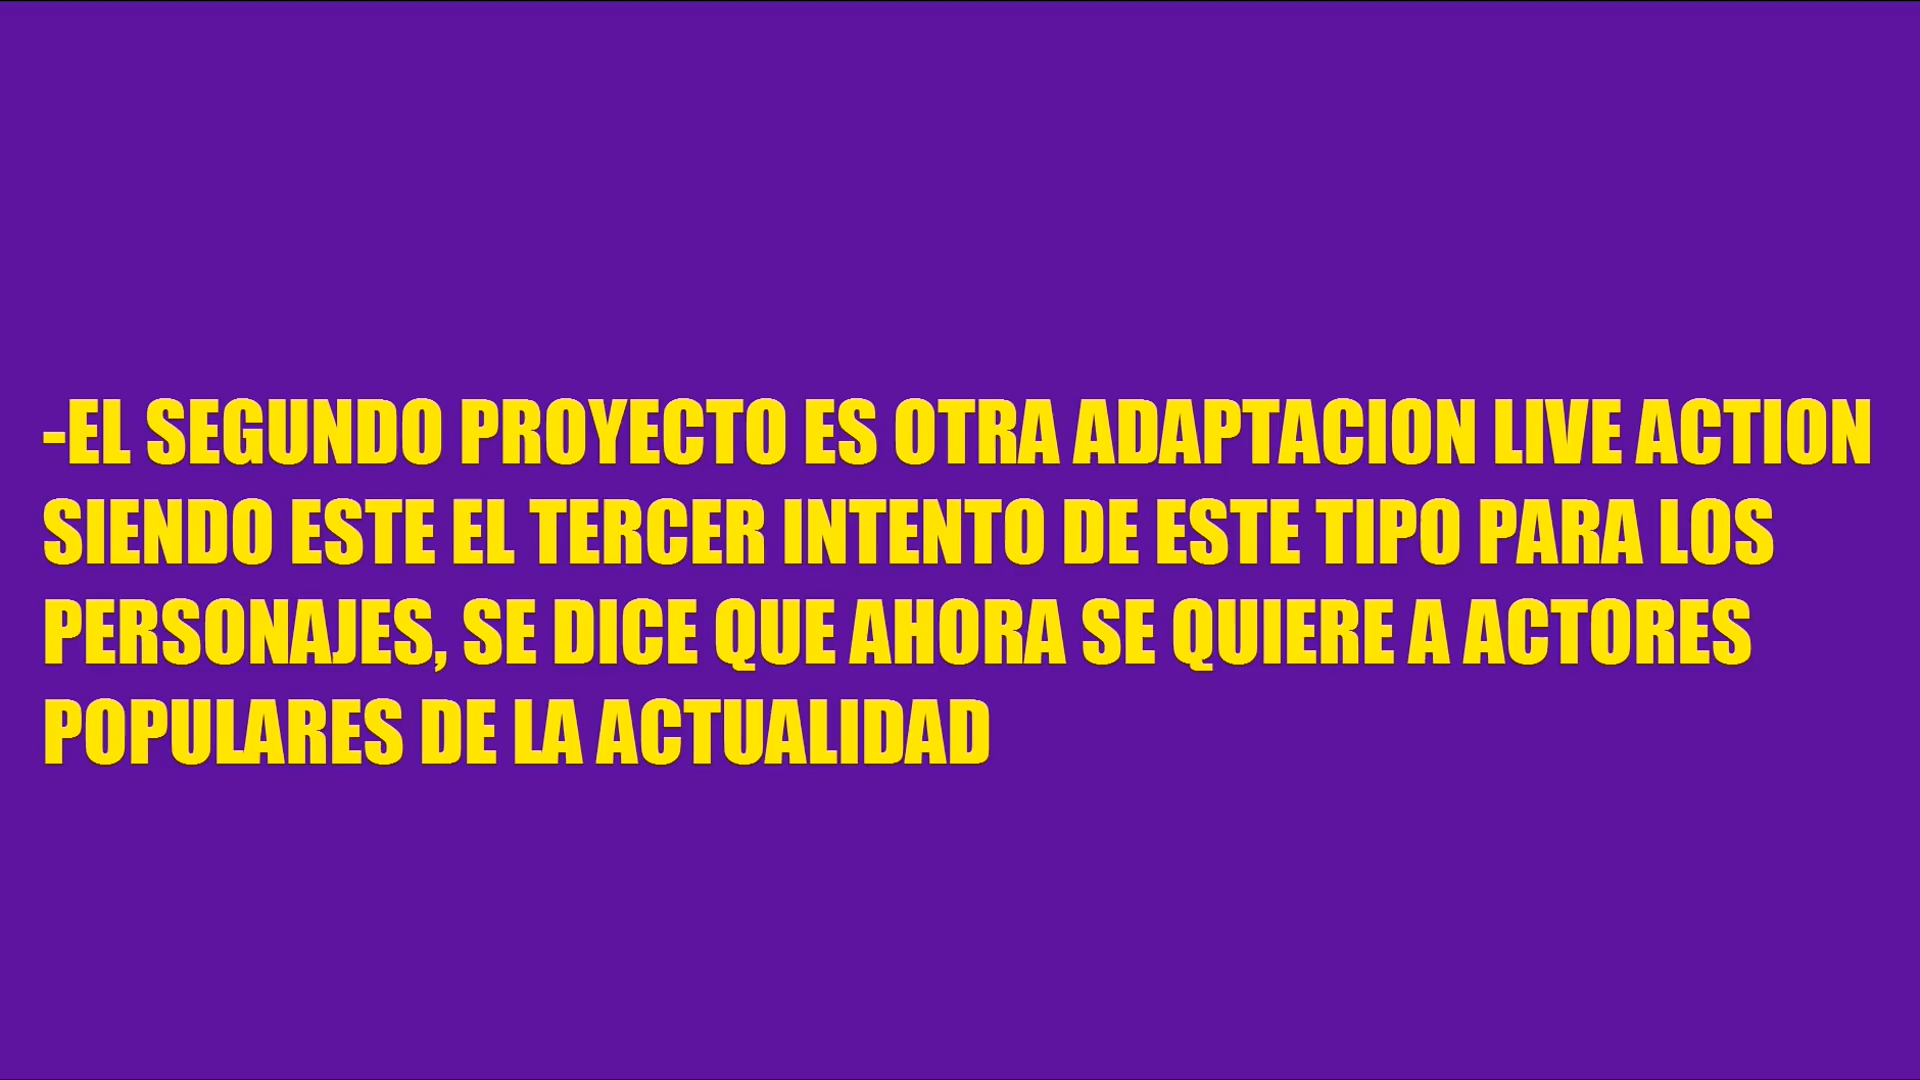 -EL SEGUNDO PROYECTO ES OTRA ADAPTACION LIVE ACTION
SIENDO ESTE EL TERCER INTENTO DE ESTE TIPO PARA LOS
PERSONAJES, SE DICE QUE AHORA SE QUIERE A ACTORES
POPULARES DE LA ACTUALIDAD